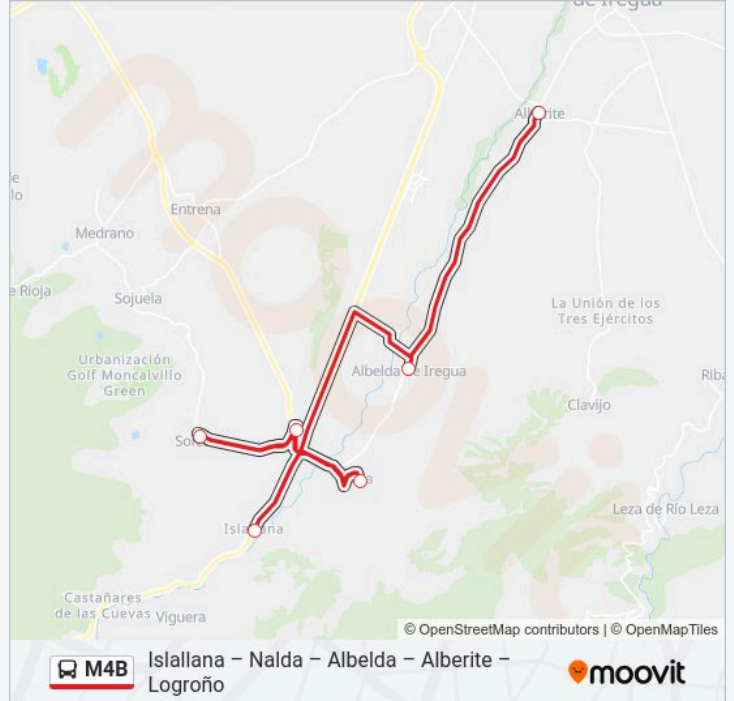 de Iregua
Alberite
Entrena
Medrano
e Rioja
Sojuela
La Unión de los
Tres Ejércitos
Urbanización
Golf Moncalvillo
Green
Albelda de Iregua
Riba
Clavijo
Leza de Río Leza
Islallana
Castañares
de las Cuevas
Viguera
© OpenStreetMap contributors | © OpenMapTiles
M4B
Islallana – Nalda – Albelda – Alberite –
Logroño
moovit